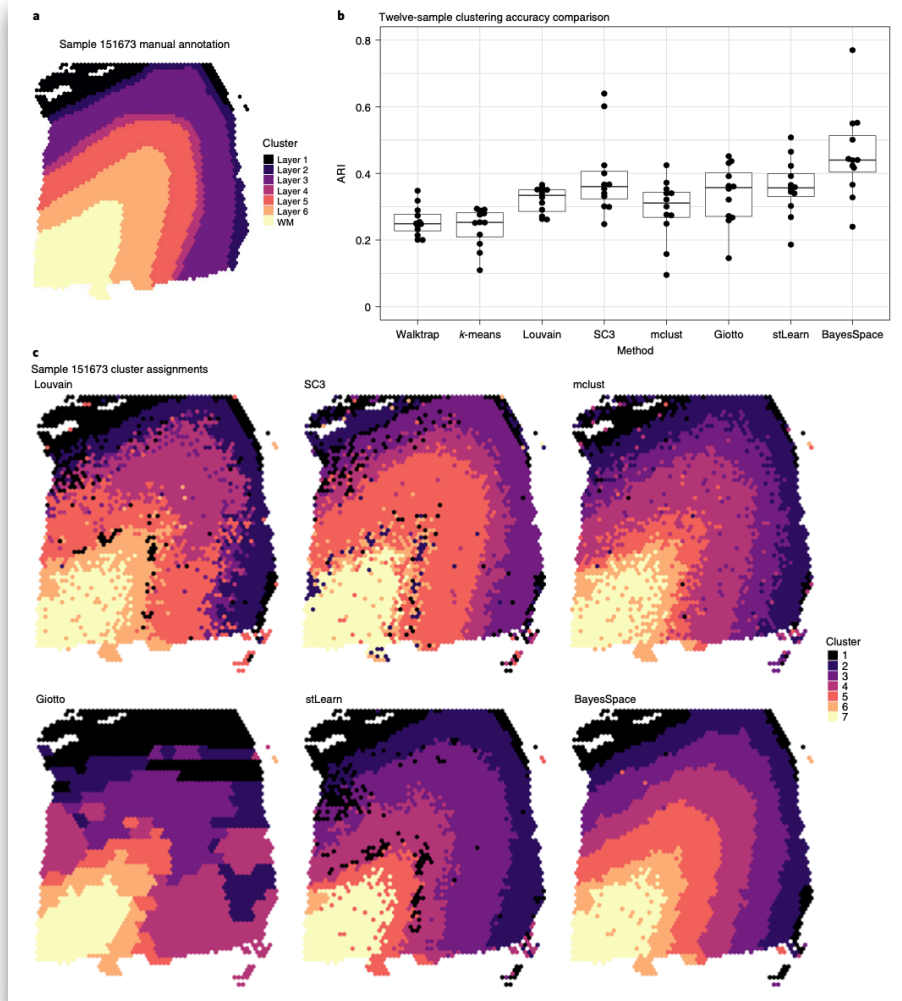 a
Sample 151673 manual annotation
Cluster
Layer 1
Layer 2
Layer 3
Layer 4
Layer 5
Layer 6
WM
b
Twelve-sample clustering accuracy comparison
0.8
0.6
0.4
0.2
0
ARI
Walktrap k-means Louvain SC3 mclust Giotto stLearn BayesSpace
Method
c
Sample 151673 cluster assignments
Louvain SC3 mclust
Cluster
1
2
3
4
5
6
7
Giotto stLearn BayesSpace